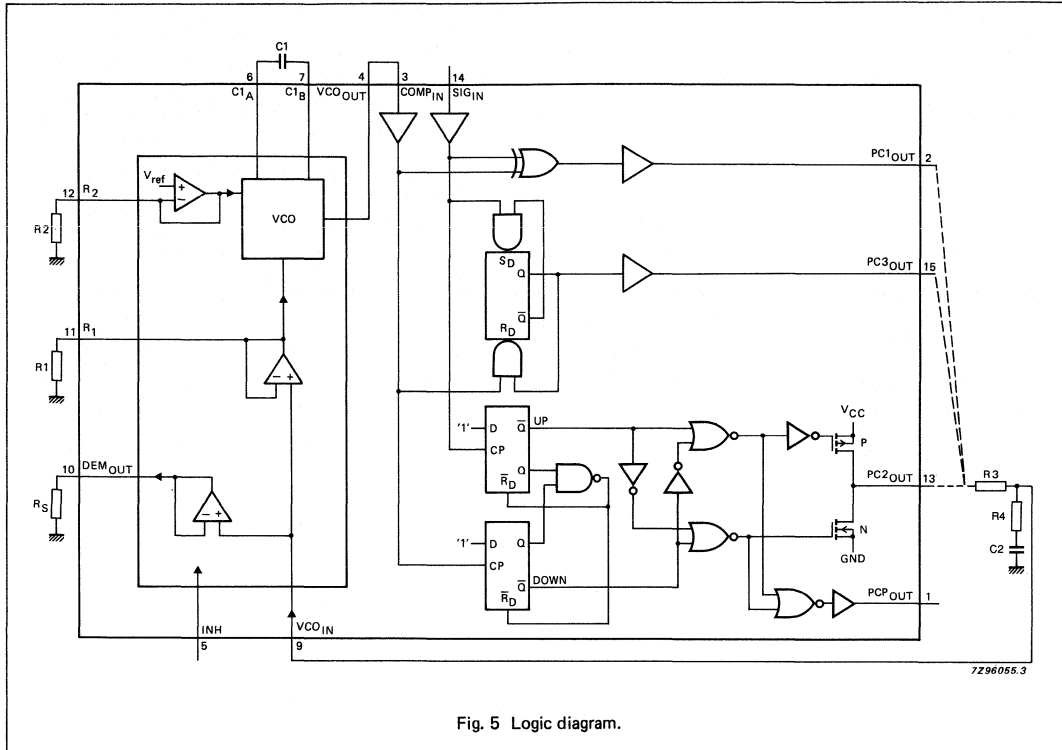 C1
6 7 4 3 14
C1A C1B VCOOUT COMPIN SIGIN
Vref
+
−
12 R2
R2
VCO
PC1OUT 2
SD
Q
Q̅
RD
PC3OUT 15
11 R1
R1
− +
'1' D Q̅ UP
CP
Q
R̅D
VCC
P
10 DEMOUT
RS
− +
PC2OUT 13
R3
R4
C2
N
GND
'1' D Q
CP
Q̅ DOWN
R̅D
PCPOUT 1
INH
5
VCOIN
9
7Z96055.3
Fig. 5 Logic diagram.